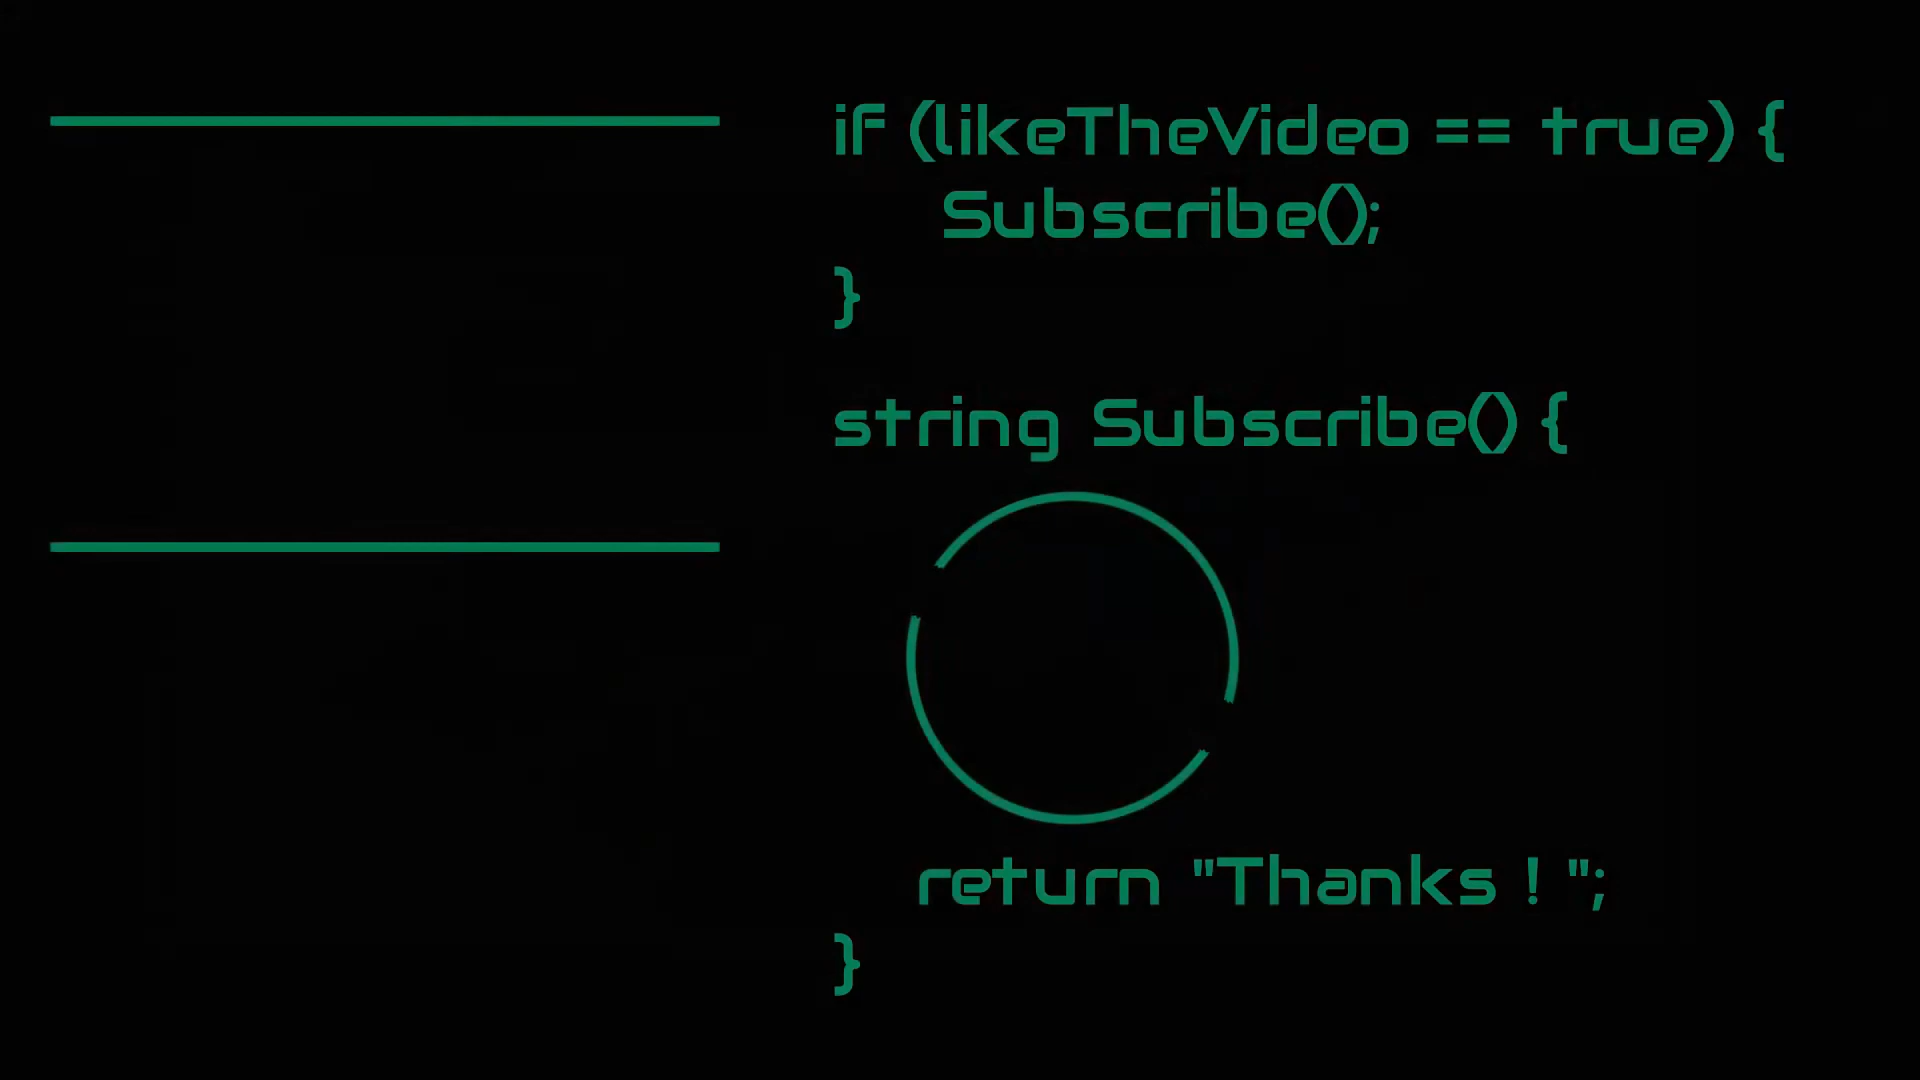 if (likeTheVideo == true) {
Subscribe();
}
string Subscribe() {
return "Thanks ! ";
}